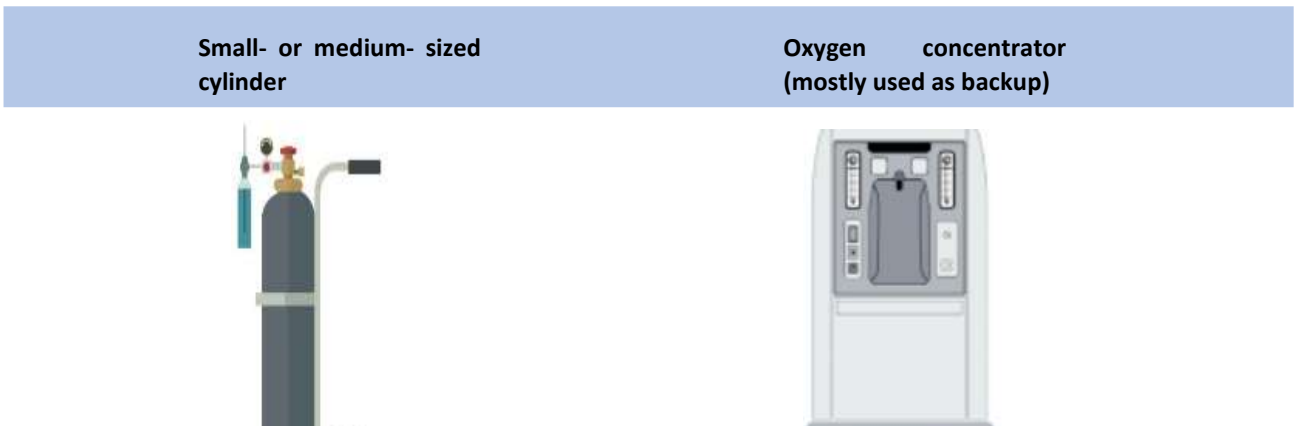 Small- or medium- sized
cylinder
Oxygen concentrator
(mostly used as backup)